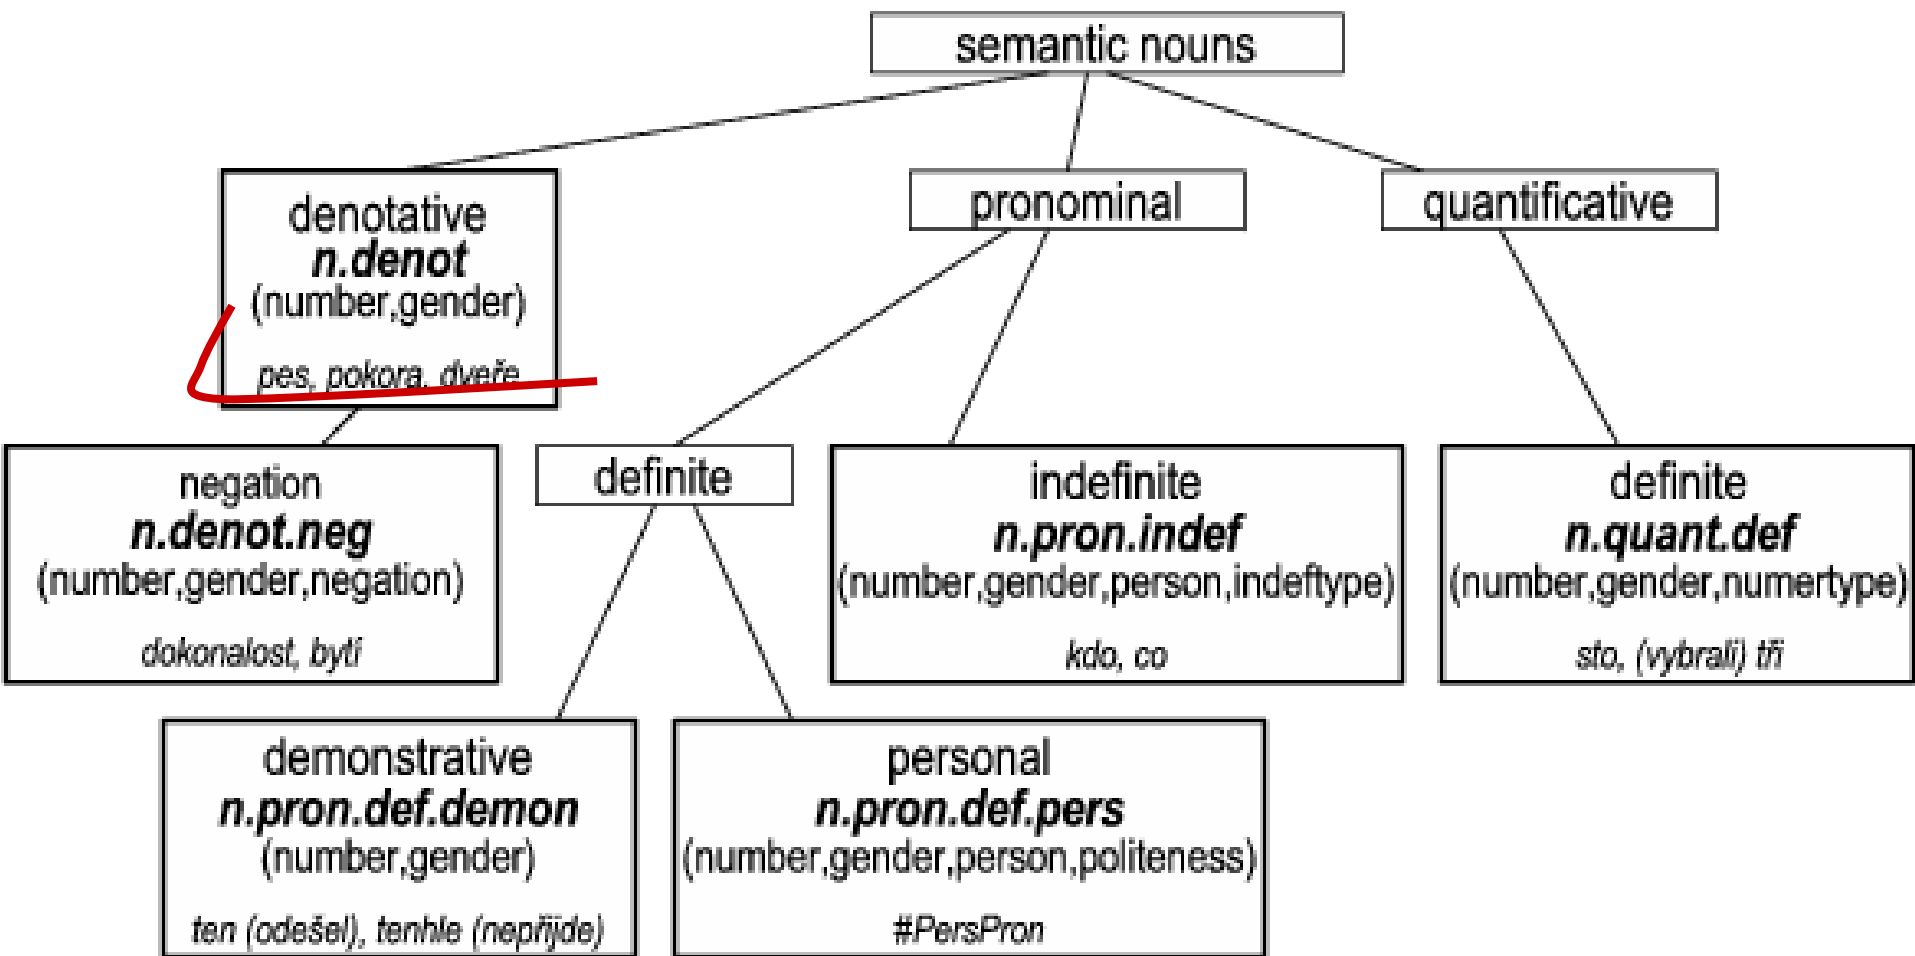 semantic nouns
denotative
n.denot
(number,gender)
pes, pokora, dveře
pronominal
quantificative
negation
n.denot.neg
(number,gender,negation)
dokonalost, bytí
definite
indefinite
n.pron.indef
(number,gender,person,indeftype)
kdo, co
definite
n.quant.def
(number,gender,numertype)
sto, (vybrali) tři
demonstrative
n.pron.def.demon
(number,gender)
ten (odešel), tenhle (nepřijde)
personal
n.pron.def.pers
(number,gender,person,politeness)
#PersPron